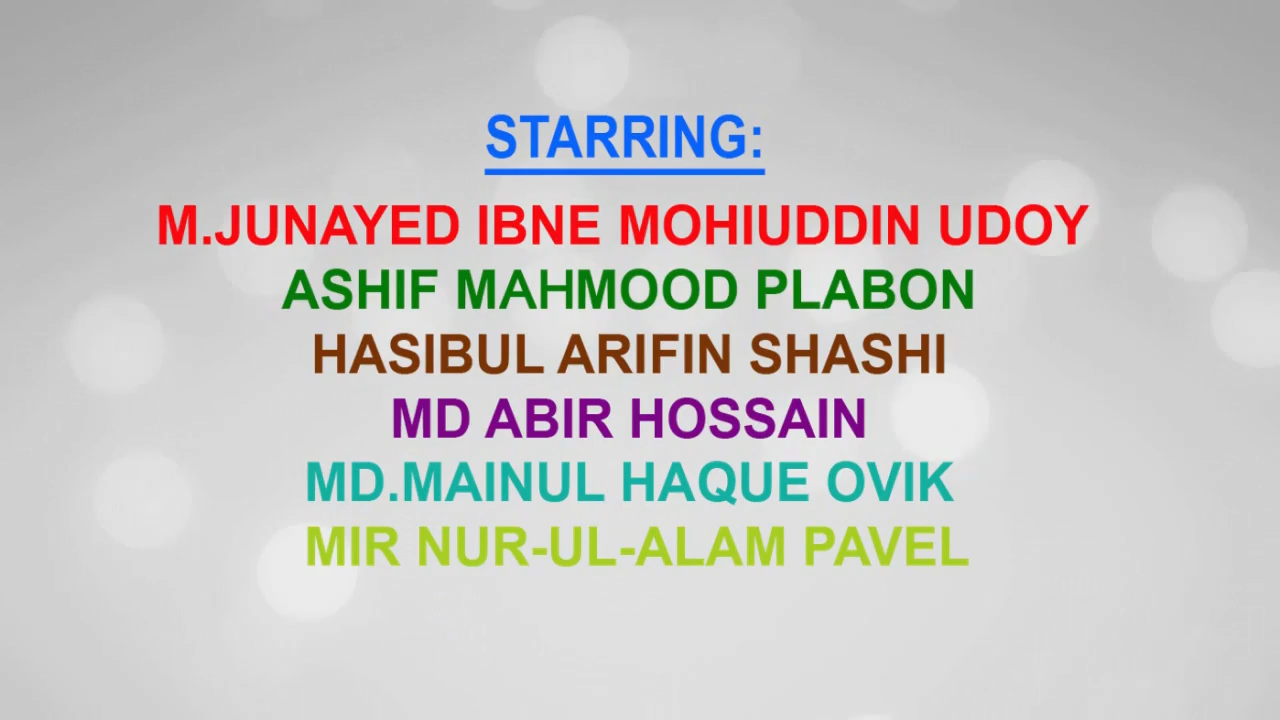 STARRING:
M.JUNAYED IBNE MOHIUDDIN UDOY
ASHIF MAHMOOD PLABON
HASIBUL ARIFIN SHASHI
MD ABIR HOSSAIN
MD.MAINUL HAQUE OVIK
MIR NUR-UL-ALAM PAVEL